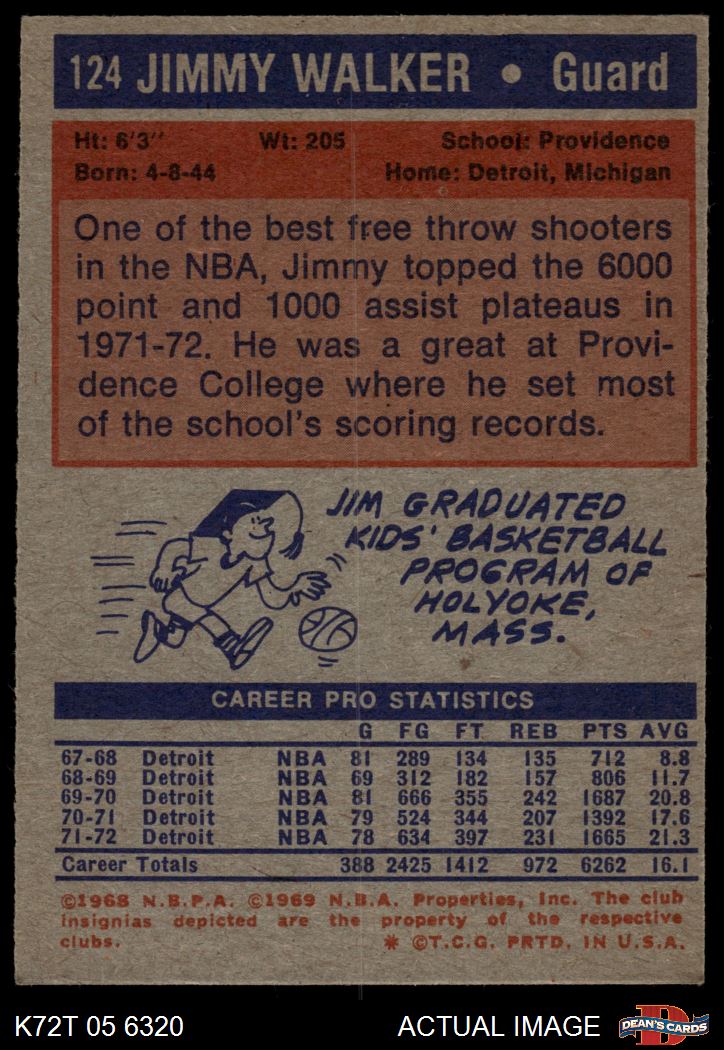 124 JIMMY WALKER • Guard
Ht: 6'3" Wt: 205 School: Providence
Born: 4-8-44 Home: Detroit, Michigan
One of the best free throw shooters
in the NBA, Jimmy topped the 6000
point and 1000 assist plateaus in
1971-72. He was a great at Provi-
dence College where he set most
of the school's scoring records.
JIM GRADUATED
KIDS' BASKETBALL
PROGRAM OF
HOLYOKE,
MASS.
CAREER PRO STATISTICS
G FG FT REB PTS AVG
67-68 Detroit NBA 81 289 134 135 712 8.8
68-69 Detroit NBA 69 312 182 157 806 11.7
69-70 Detroit NBA 81 666 355 242 1687 20.8
70-71 Detroit NBA 79 524 344 207 1392 17.6
71-72 Detroit NBA 78 634 397 231 1665 21.3
Career Totals 388 2425 1412 972 6262 16.1
©1968 N.B.P.A. ©1969 N.B.A. Properties, Inc. The club
insignias depicted are the property of the respective
clubs. * ©T.C.G. PRTD. IN U.S.A.
K72T 05 6320 ACTUAL IMAGE D DEAN'S CARDS